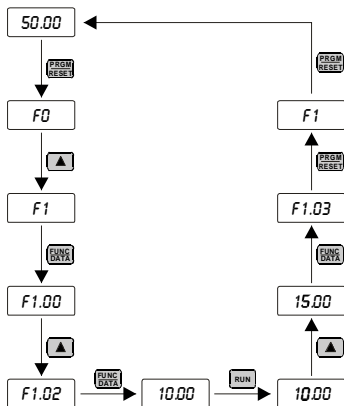 50.00
PRGM
RESET
PRGM
RESET
F0
F1
▲
PRGM
RESET
F1
F1.03
FUNC
DATA
FUNC
DATA
F1.00
15.00
▲
▲
FUNC
DATA
RUN
F1.02
10.00
10.00